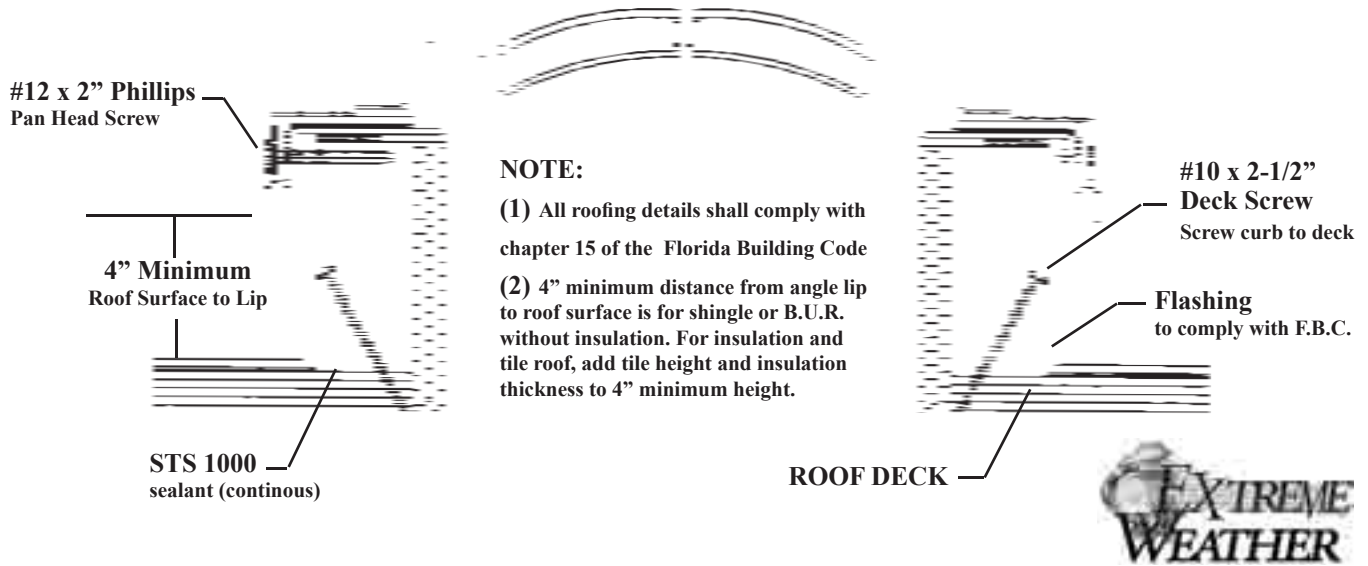 #12 x 2” Phillips
Pan Head Screw
4” Minimum
Roof Surface to Lip
STS 1000
sealant (continous)
NOTE:
(1) All roofing details shall comply with
chapter 15 of the Florida Building Code
(2) 4” minimum distance from angle lip
to roof surface is for shingle or B.U.R.
without insulation. For insulation and
tile roof, add tile height and insulation
thickness to 4” minimum height.
#10 x 2-1/2”
Deck Screw
Screw curb to deck
Flashing
to comply with F.B.C.
ROOF DECK
EXTREME
WEATHER